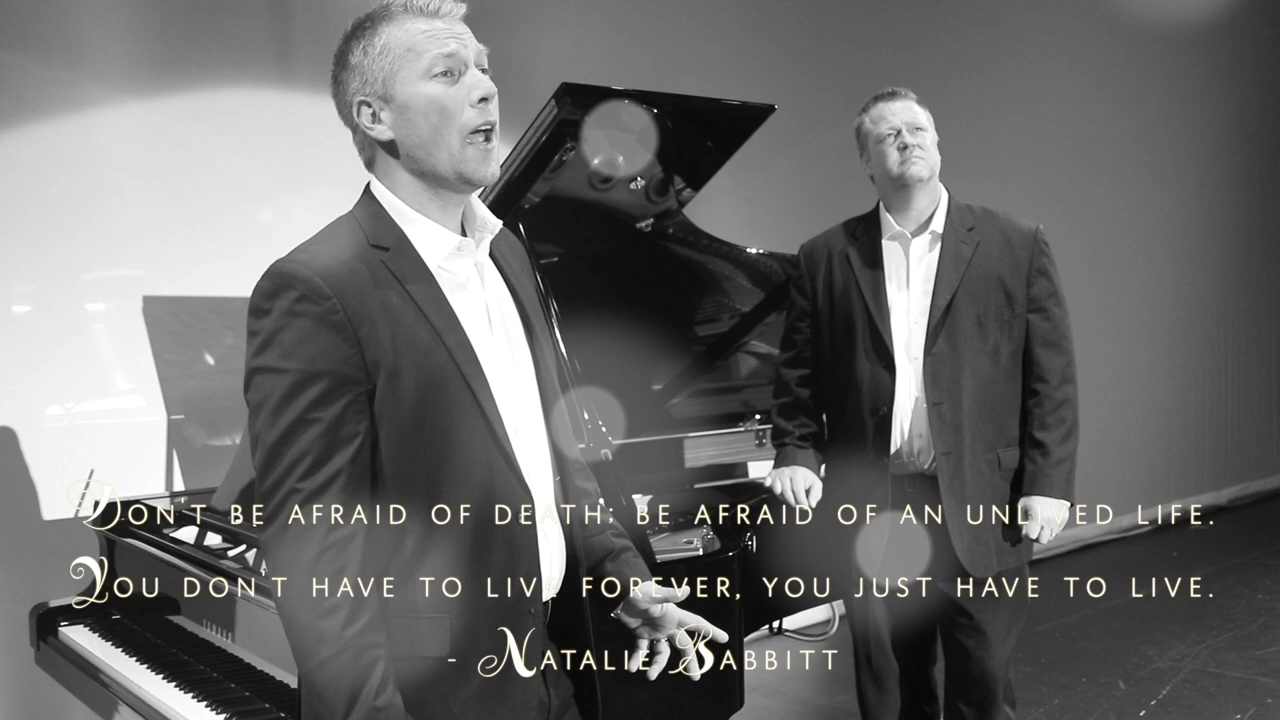 Don't be afraid of death; be afraid of an unlived life.
You don't have to live forever, you just have to live.
- Natalie Babbitt